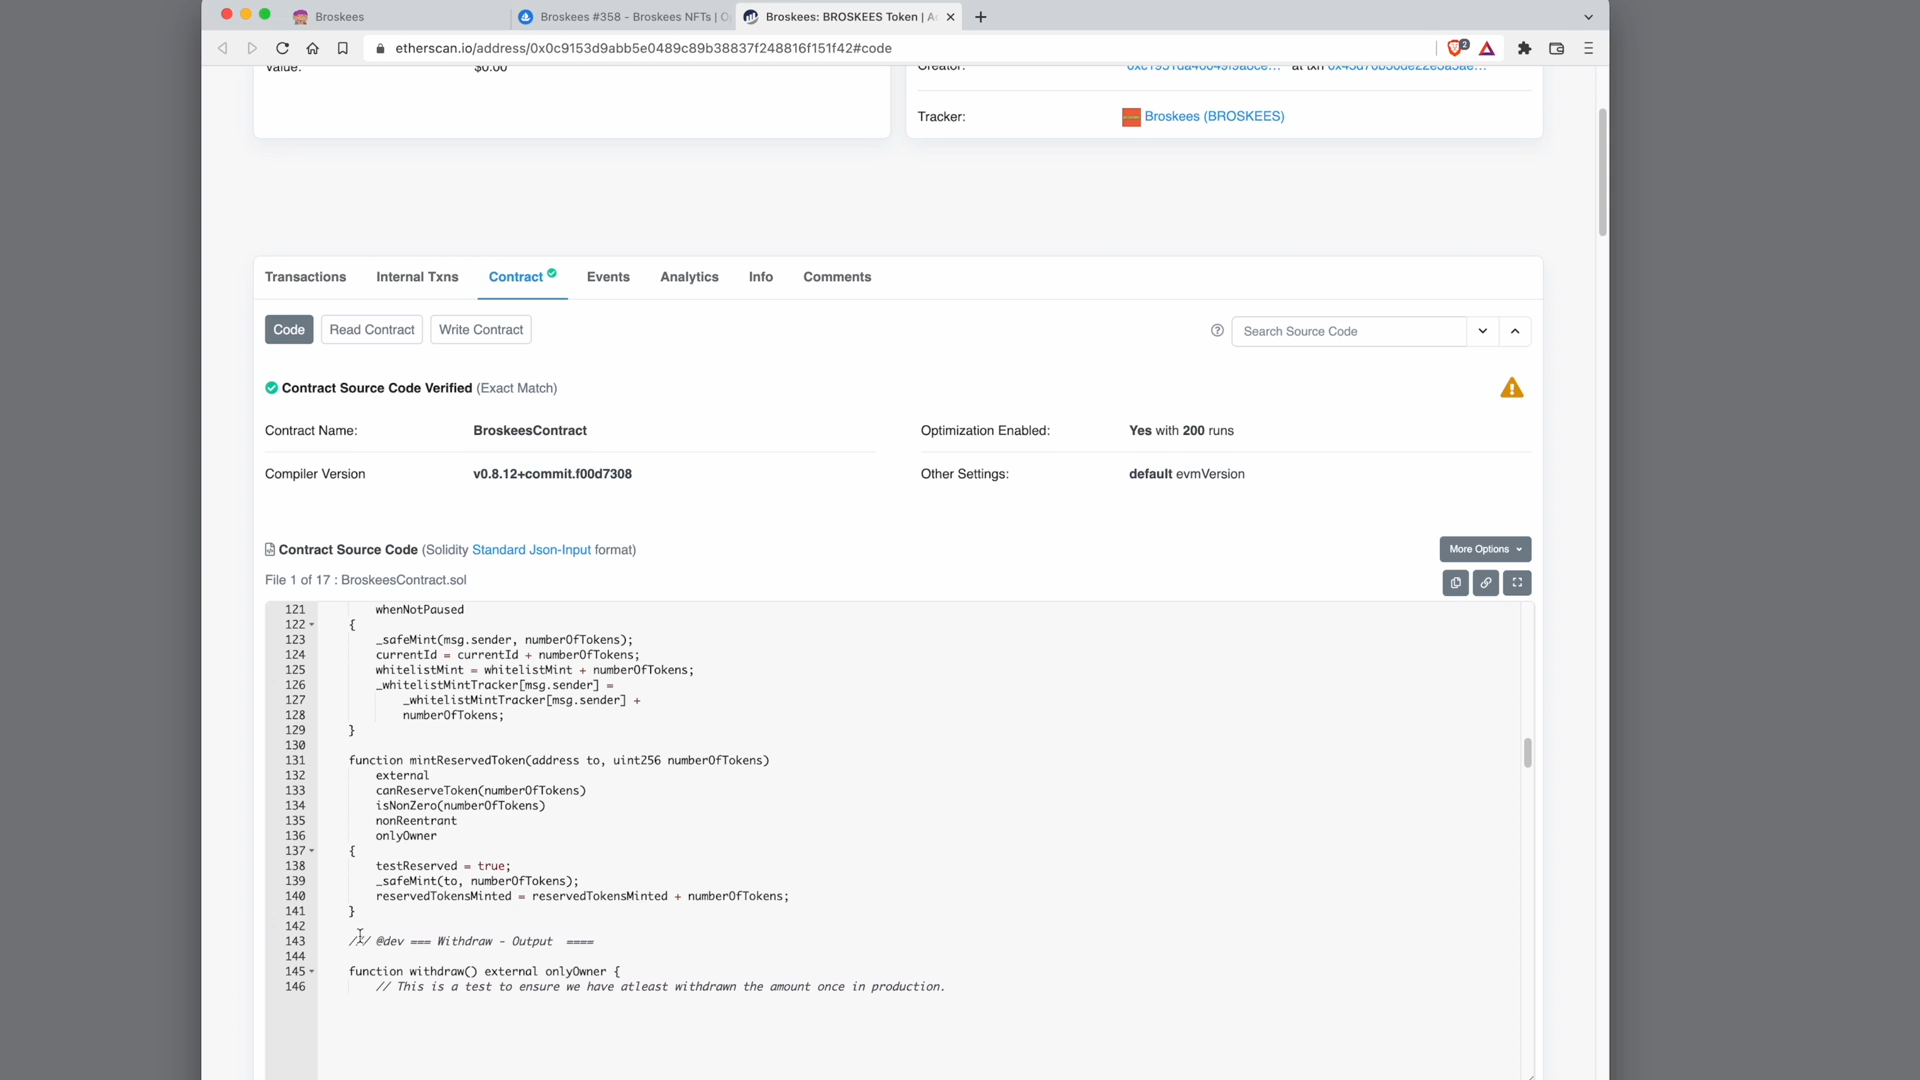 Broskees
Broskees #358 - Broskees NFTs | O
Broskees: BROSKEES Token | A
etherscan.io/address/0x0c9153d9abb5e0489c89b38837f248816f151f42#code
2
Value:
$0.00
Creator:
at txn
Tracker:
Broskees (BROSKEES)
Transactions
Internal Txns
Contract
Events
Analytics
Info
Comments
Code
Read Contract
Write Contract
Search Source Code
Contract Source Code Verified (Exact Match)
Contract Name:
BroskeesContract
Optimization Enabled:
Yes with 200 runs
Compiler Version
v0.8.12+commit.f00d7308
Other Settings:
default evmVersion
Contract Source Code (Solidity Standard Json-Input format)
More Options
File 1 of 17 : BroskeesContract.sol
121 whenNotPaused
122 {
123 _safeMint(msg.sender, numberOfTokens);
124 currentId = currentId + numberOfTokens;
125 whitelistMint = whitelistMint + numberOfTokens;
126 _whitelistMintTracker[msg.sender] =
127 _whitelistMintTracker[msg.sender] +
128 numberOfTokens;
129 }
130
131 function mintReservedToken(address to, uint256 numberOfTokens)
132 external
133 canReserveToken(numberOfTokens)
134 isNonZero(numberOfTokens)
135 nonReentrant
136 onlyOwner
137 {
138 testReserved = true;
139 _safeMint(to, numberOfTokens);
140 reservedTokensMinted = reservedTokensMinted + numberOfTokens;
141 }
142
143 /// @dev === Withdraw - Output ====
144
145 function withdraw() external onlyOwner {
146 // This is a test to ensure we have atleast withdrawn the amount once in production.